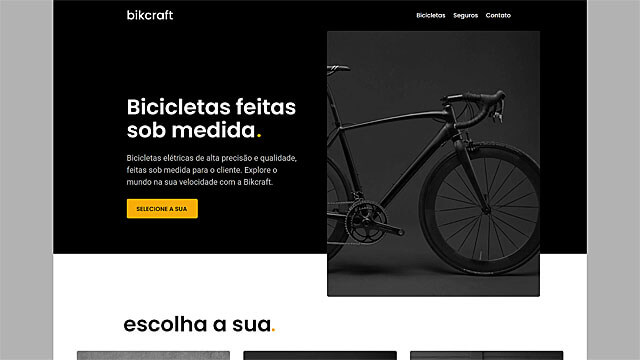 bikcraft
Bicicletas Seguros Contato
Bicicletas feitas
sob medida.
Bicicletas elétricas de alta precisão e qualidade,
feitas sob medida para o cliente. Explore o
mundo na sua velocidade com a Bikcraft.
SELECIONE A SUA
escolha a sua.